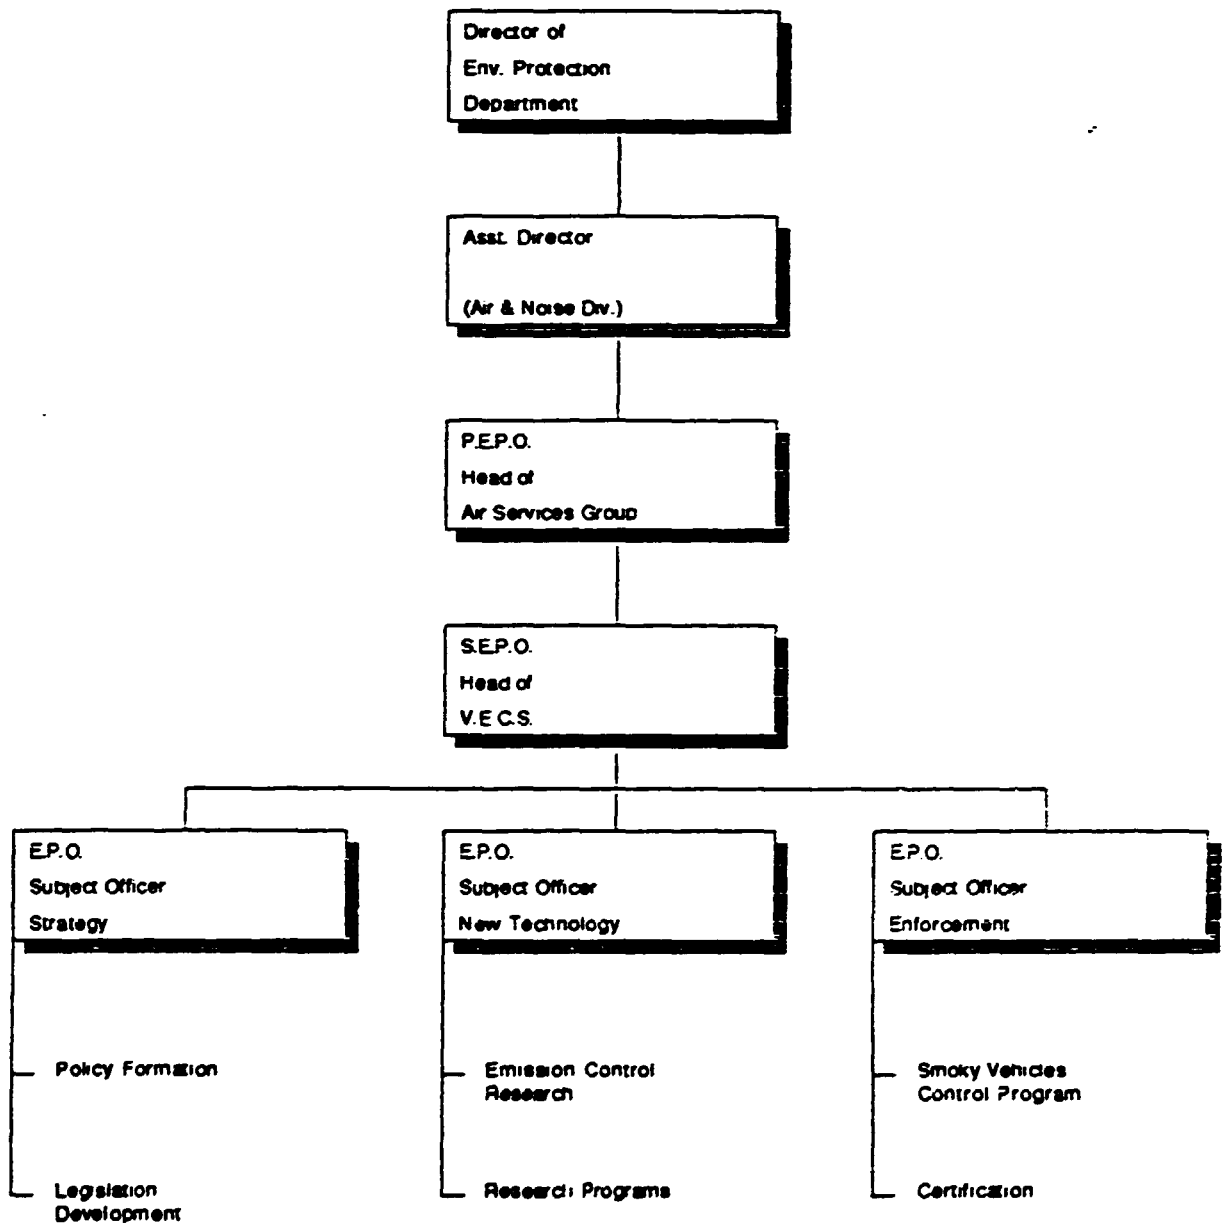 Director of
Env. Protection
Department
Asst. Director
(Air & Noise Div.)
P.E.P.O.
Head of
Air Services Group
S.E.P.O.
Head of
V.E.C.S.
E.P.O.
Subject Officer
Strategy
E.P.O.
Subject Officer
New Technology
E.P.O.
Subject Officer
Enforcement
Policy Formation
Legislation
Development
Emission Control
Research
Research Programs
Smoky Vehicles
Control Program
Certification